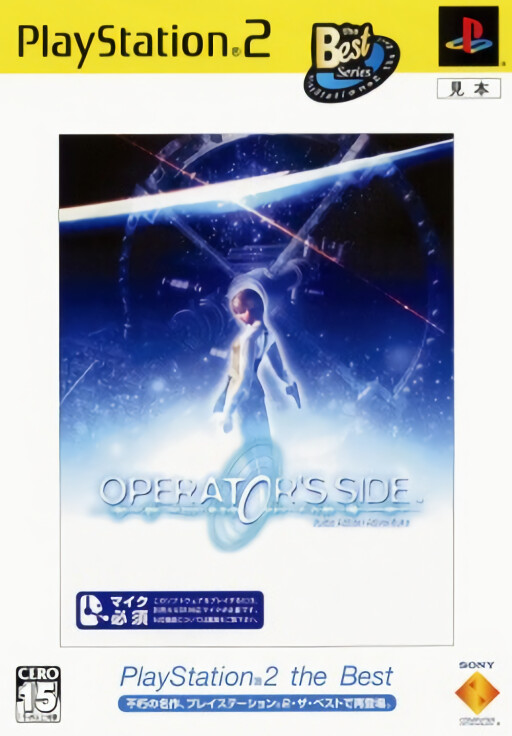 PlayStation®2
The
Best
Series
見本
OPERATOR'S SIDE.
マイク
必須
PlayStation®2 the Best
不朽の名作、プレイステーション®2・ザ・ベストで再登場。
CERO
15
SONY